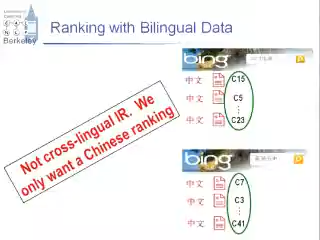 Berkeley
Ranking with Bilingual Data
bing
中文 C15
中文 C5
中文 C23
Not cross-lingual IR. We
only want a Chinese ranking
bing
中文 C7
中文 C3
中文 C41